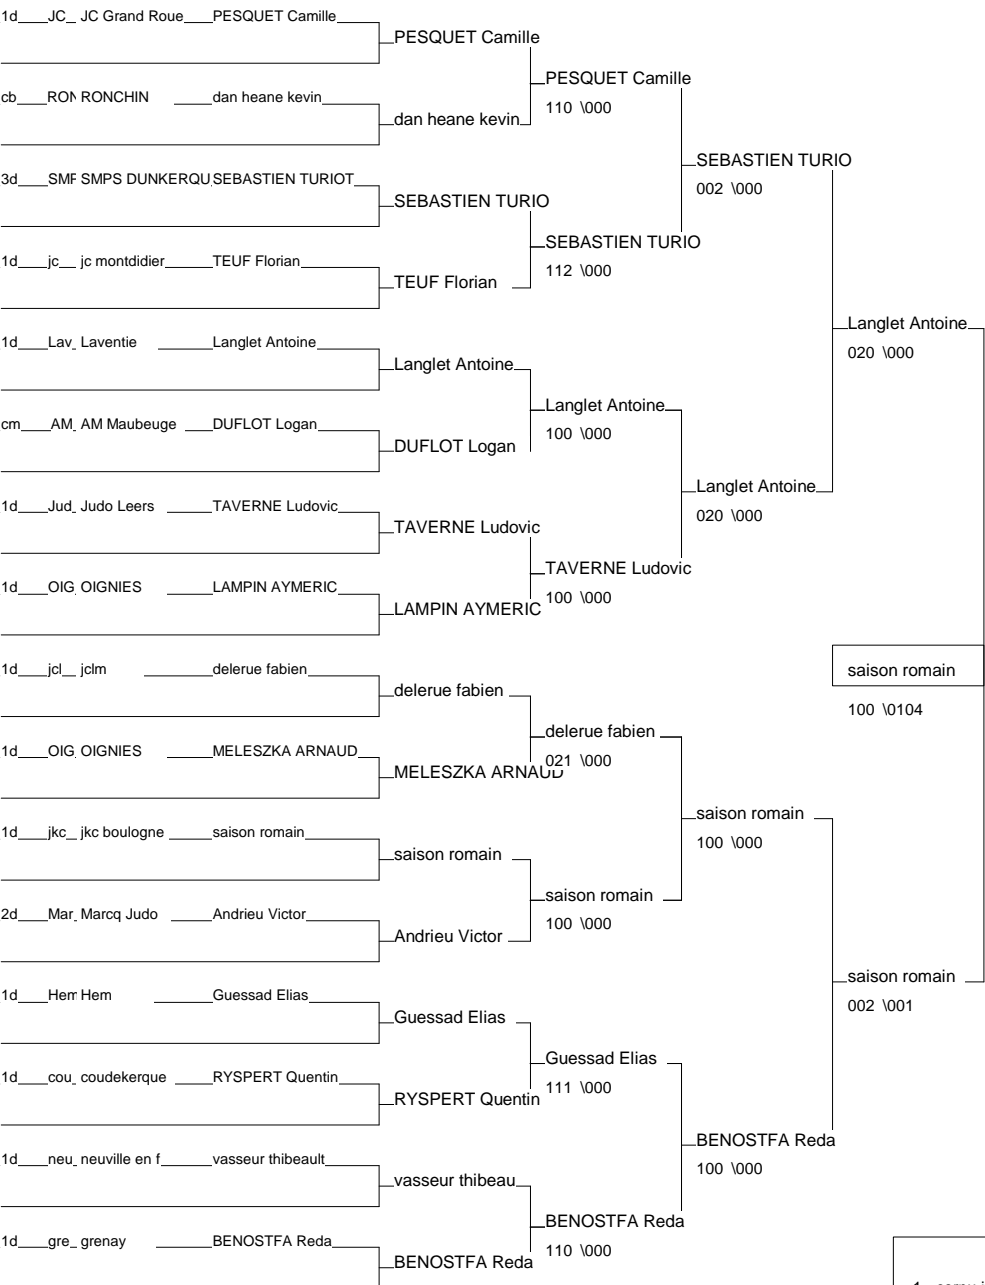 1d JC JC Grand Roue PESQUET Camille
PESQUET Camille
PESQUET Camille
110 \000
cb RON RONCHIN dan heane kevin
dan heane kevin
SEBASTIEN TURIO
002 \000
3d SMP SMPS DUNKERQU SEBASTIEN TURIOT
SEBASTIEN TURIO
SEBASTIEN TURIO
112 \000
1d jc jc montdidier TEUF Florian
TEUF Florian
Langlet Antoine
020 \000
1d Lav Laventie Langlet Antoine
Langlet Antoine
Langlet Antoine
100 \000
cm AM AM Maubeuge DUFLOT Logan
DUFLOT Logan
Langlet Antoine
020 \000
1d Jud Judo Leers TAVERNE Ludovic
TAVERNE Ludovic
TAVERNE Ludovic
100 \000
1d OIG OIGNIES LAMPIN AYMERIC
LAMPIN AYMERIC
saison romain
100 \0104
1d jcl jclm delerue fabien
delerue fabien
delerue fabien
021 \000
1d OIG OIGNIES MELESZKA ARNAUD
MELESZKA ARNAUD
saison romain
100 \000
1d jkc jkc boulogne saison romain
saison romain
saison romain
100 \000
2d Mar Marcq Judo Andrieu Victor
Andrieu Victor
saison romain
002 \001
1d Hem Hem Guessad Elias
Guessad Elias
Guessad Elias
111 \000
1d cou coudekerque RYSPERT Quentin
RYSPERT Quentin
BENOSTFA Reda
100 \000
1d neu neuville en f vasseur thibeault
vasseur thibeau
BENOSTFA Reda
110 \000
1d gre grenay BENOSTFA Reda
BENOSTFA Reda